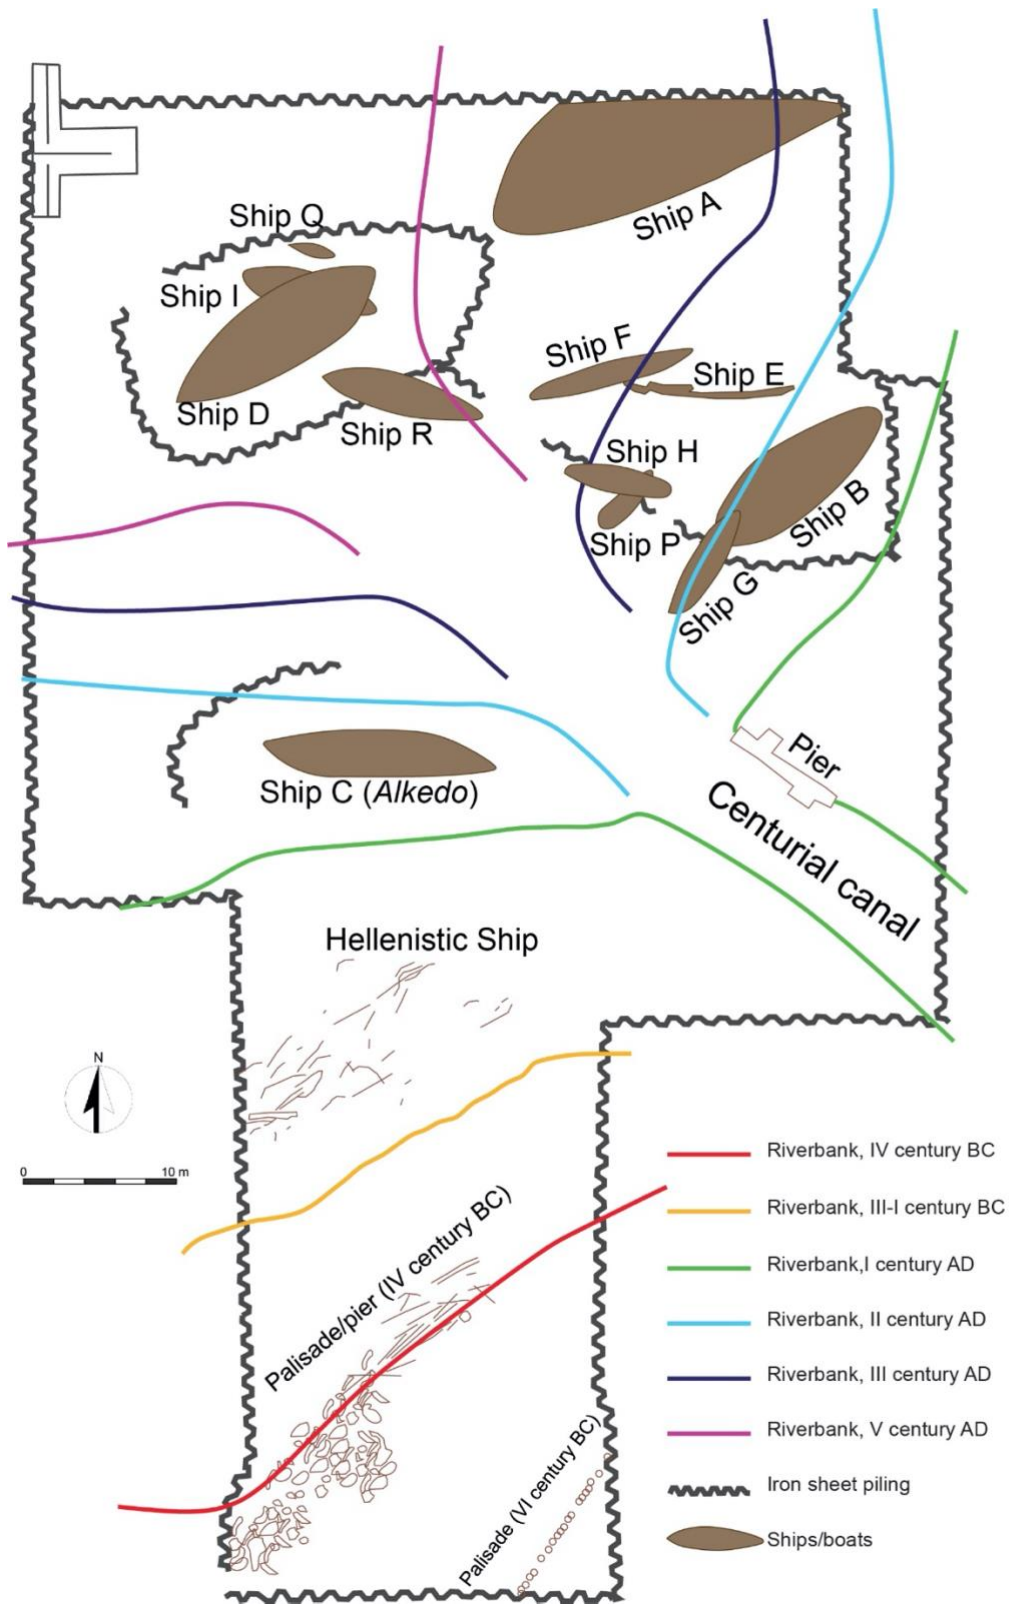 Ship Q
Ship A
Ship I
Ship F
Ship E
Ship D
Ship R
Ship H
Ship B
Ship P
Ship G
Pier
Ship C (Alkedo)
Centurial canal
Hellenistic Ship
N
0 10 m
Palisade/pier (IV century BC)
Palisade (VI century BC)
Riverbank, IV century BC
Riverbank, III-I century BC
Riverbank,I century AD
Riverbank, II century AD
Riverbank, III century AD
Riverbank, V century AD
Iron sheet piling
Ships/boats